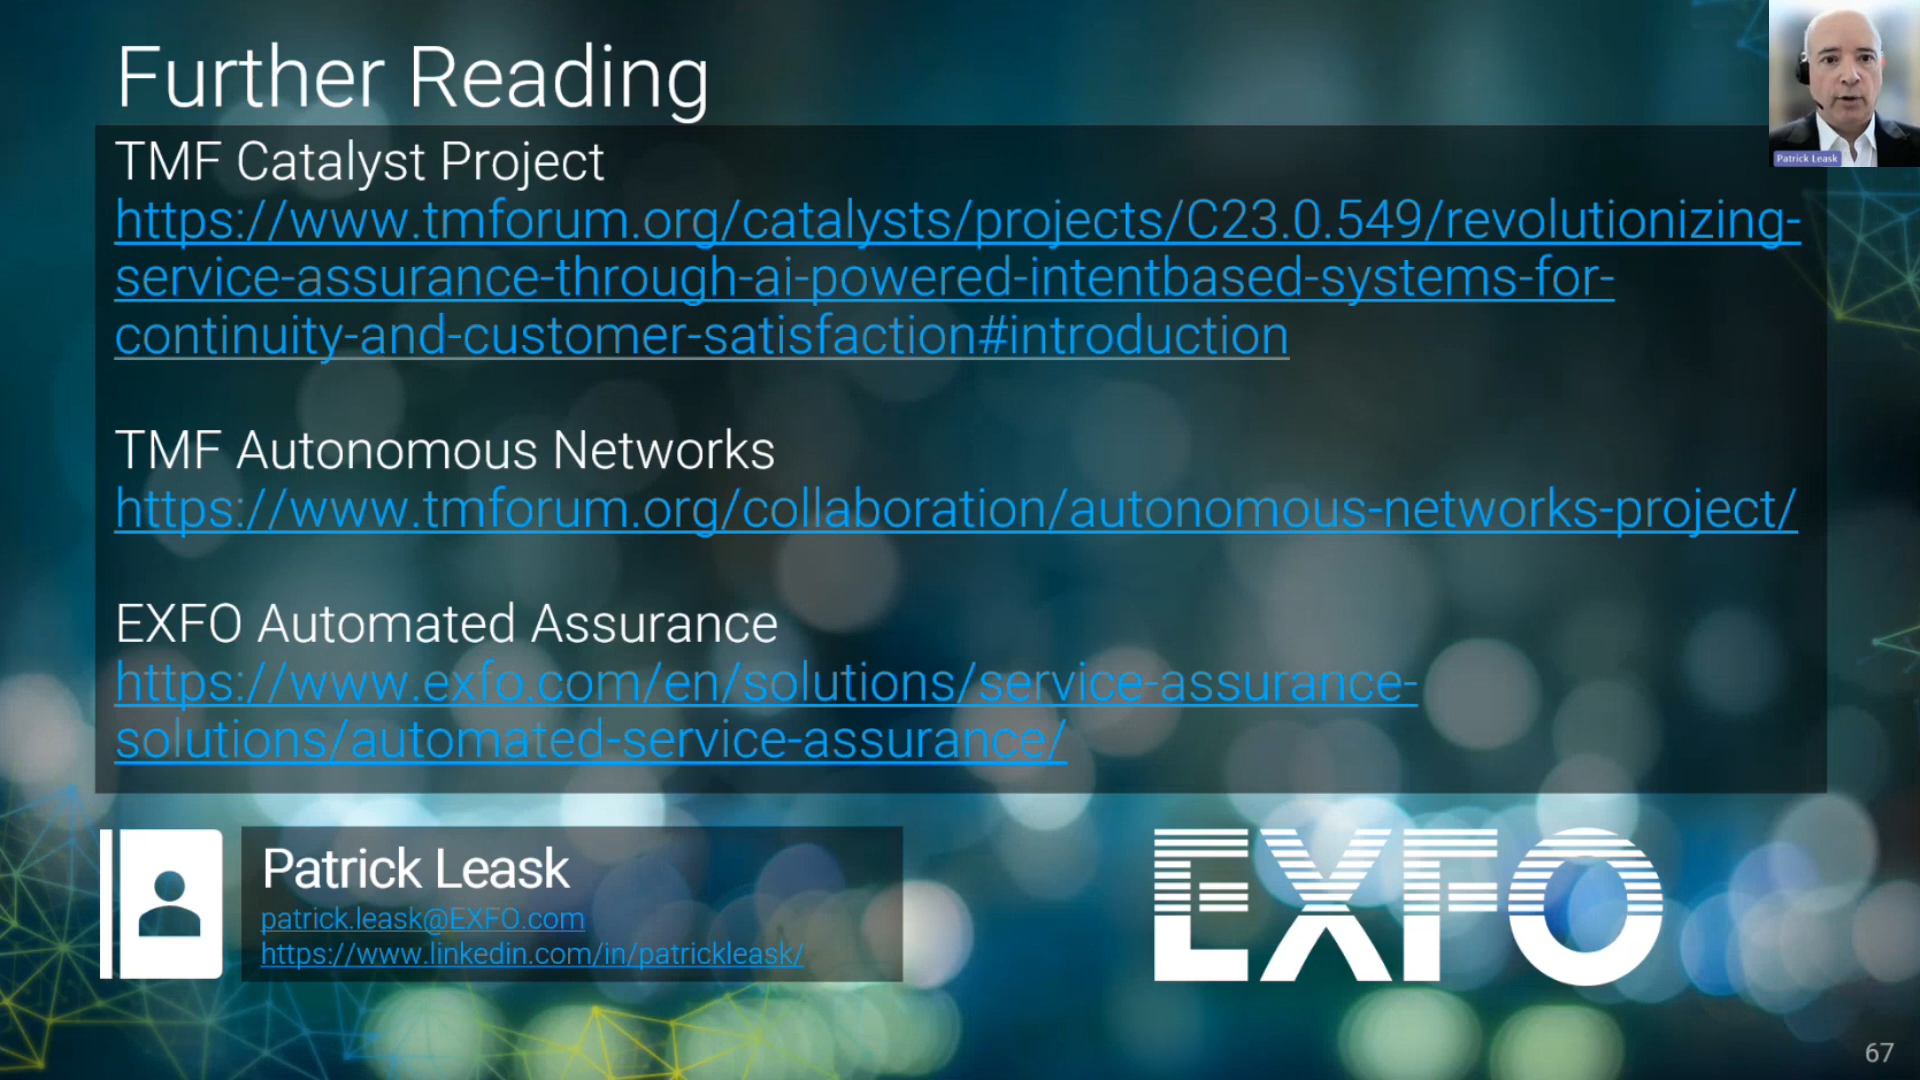 Further Reading
Patrick Leask
TMF Catalyst Project
https://www.tmforum.org/catalysts/projects/C23.0.549/revolutionizing-
service-assurance-through-ai-powered-intentbased-systems-for-
continuity-and-customer-satisfaction#introduction
TMF Autonomous Networks
https://www.tmforum.org/collaboration/autonomous-networks-project/
EXFO Automated Assurance
https://www.exfo.com/en/solutions/service-assurance-
solutions/automated-service-assurance/
Patrick Leask
patrick.leask@EXFO.com
https://www.linkedin.com/in/patrickleask/
EXFO
67